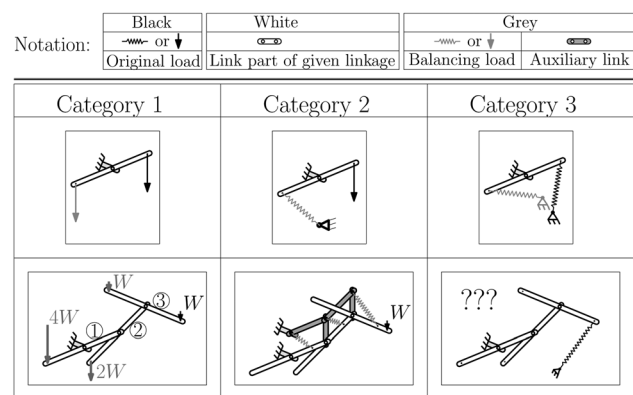 Notation:
Black
or
Original load
White
Link part of given linkage
Grey
or
Balancing load
Auxiliary link
Category 1
Category 2
Category 3
W
③
W
4W
①
②
2W
W
???